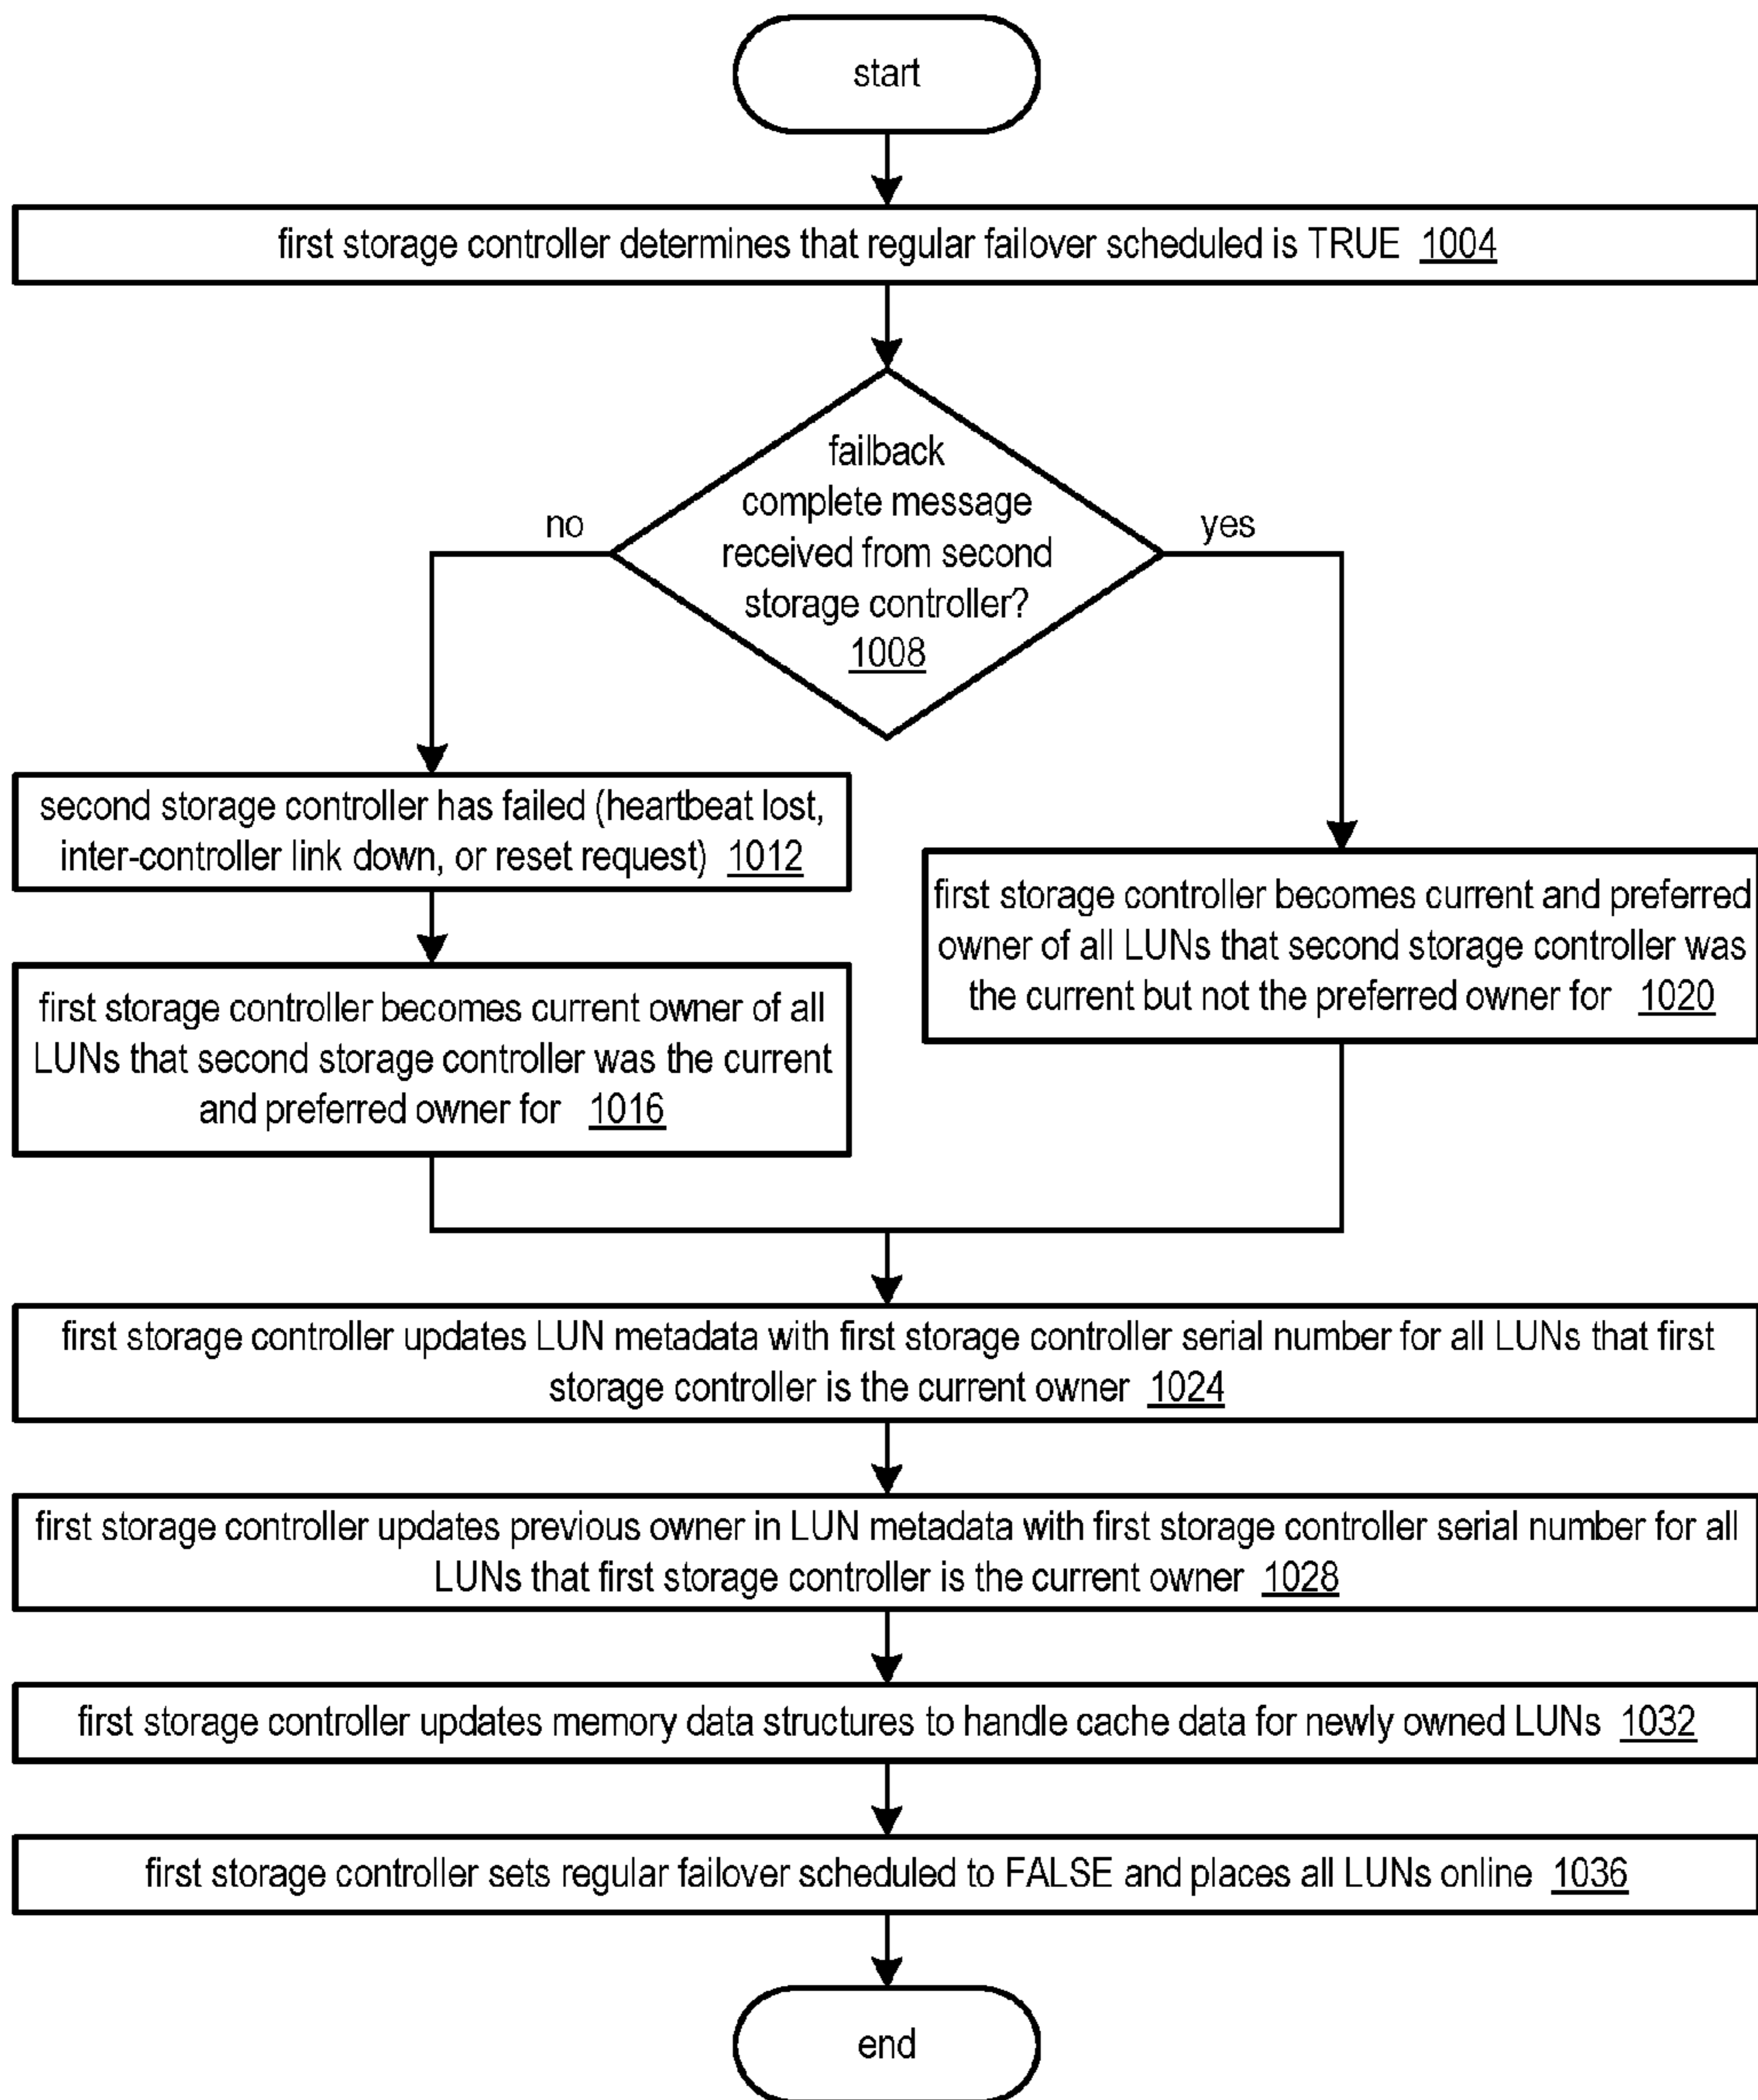 start
first storage controller determines that regular failover scheduled is TRUE 1004
failback
complete message
received from second
storage controller?
1008
no
yes
second storage controller has failed (heartbeat lost,
inter-controller link down, or reset request) 1012
first storage controller becomes current owner of all
LUNs that second storage controller was the current
and preferred owner for 1016
first storage controller becomes current and preferred
owner of all LUNs that second storage controller was
the current but not the preferred owner for 1020
first storage controller updates LUN metadata with first storage controller serial number for all LUNs that first
storage controller is the current owner 1024
first storage controller updates previous owner in LUN metadata with first storage controller serial number for all
LUNs that first storage controller is the current owner 1028
first storage controller updates memory data structures to handle cache data for newly owned LUNs 1032
first storage controller sets regular failover scheduled to FALSE and places all LUNs online 1036
end